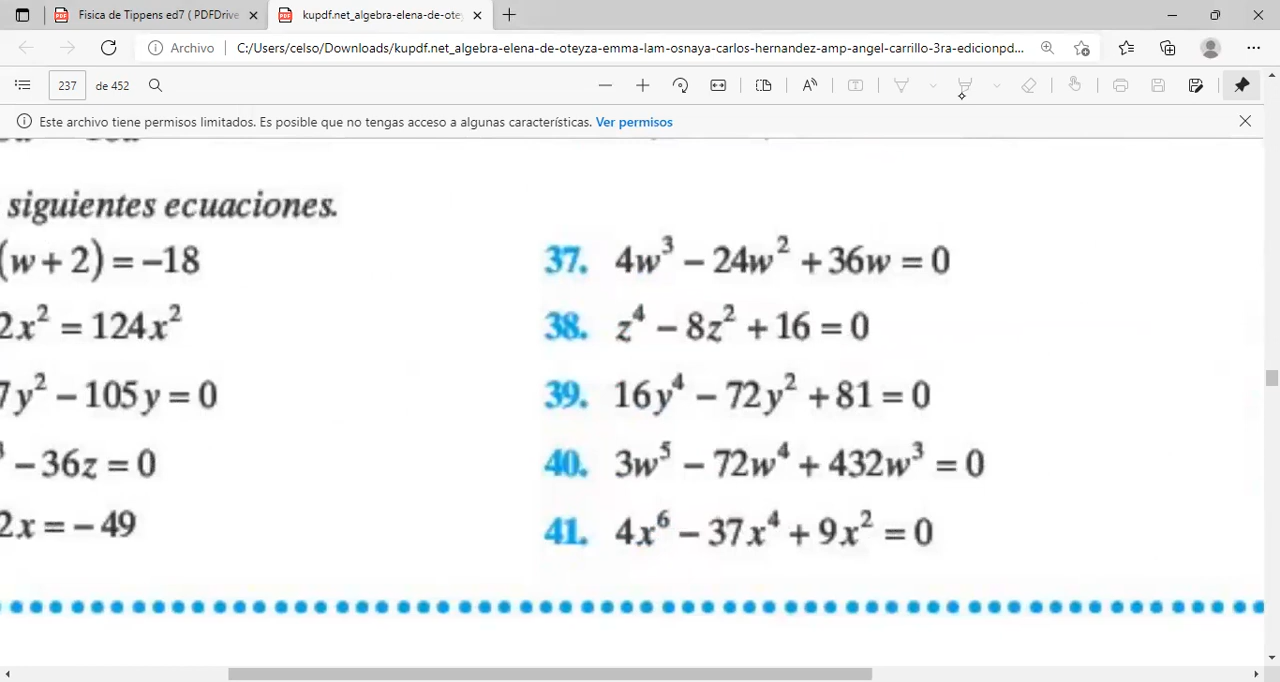 Fisica de Tippens ed7 ( PDFDrive
kupdf.net_algebra-elena-de-ote
Archivo
C:/Users/celso/Downloads/kupdf.net_algebra-elena-de-oteyza-emma-lam-osnaya-carlos-hernandez-amp-angel-carrillo-3ra-edicionpd...
237 de 452
Este archivo tiene permisos limitados. Es posible que no tengas acceso a algunas características. Ver permisos
siguientes ecuaciones.
(w + 2) = −18
37. 4w³ − 24w² + 36w = 0
2x² = 124x²
38. z⁴ − 8z² + 16 = 0
7y² − 105y = 0
39. 16y⁴ − 72y² + 81 = 0
− 36z = 0
40. 3w⁵ − 72w⁴ + 432w³ = 0
2x = − 49
41. 4x⁶ − 37x⁴ + 9x² = 0